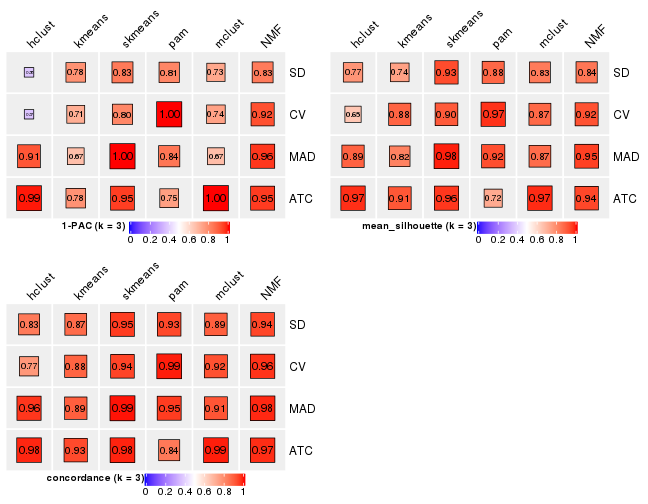 hclust kmeans skmeans pam mclust NMF
0.78 0.83 0.81 0.73 0.83 SD
0.71 0.80 1.00 0.74 0.92 CV
0.91 0.67 1.00 0.84 0.67 0.96 MAD
0.99 0.78 0.95 0.75 1.00 0.95 ATC
1-PAC (k = 3)
0 0.2 0.4 0.6 0.8 1
hclust kmeans skmeans pam mclust NMF
0.77 0.74 0.93 0.88 0.83 0.84 SD
0.65 0.88 0.90 0.97 0.87 0.92 CV
0.89 0.82 0.98 0.92 0.87 0.95 MAD
0.97 0.91 0.96 0.72 0.97 0.94 ATC
mean_silhouette (k = 3)
0 0.2 0.4 0.6 0.8 1
hclust kmeans skmeans pam mclust NMF
0.83 0.87 0.95 0.93 0.89 0.94 SD
0.77 0.88 0.94 0.99 0.92 0.96 CV
0.96 0.89 0.99 0.95 0.91 0.98 MAD
0.98 0.93 0.98 0.84 0.99 0.97 ATC
concordance (k = 3)
0 0.2 0.4 0.6 0.8 1